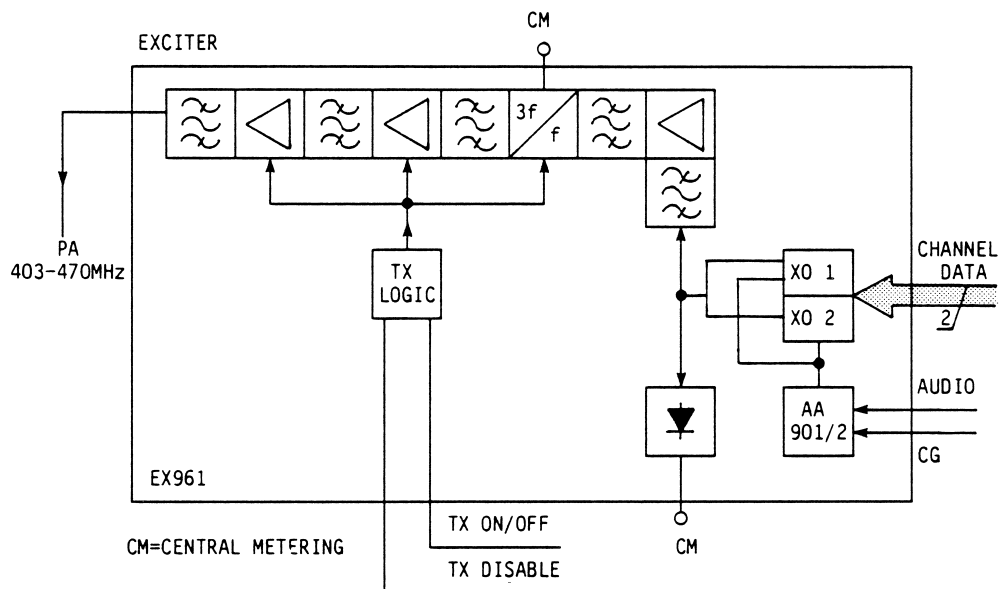 CM
EXCITER
3f
f
PA
403-470MHz
TX
LOGIC
XO 1
XO 2
CHANNEL
DATA
2
AA
901/2
AUDIO
CG
EX961
TX ON/OFF
CM=CENTRAL METERING
CM
TX DISABLE